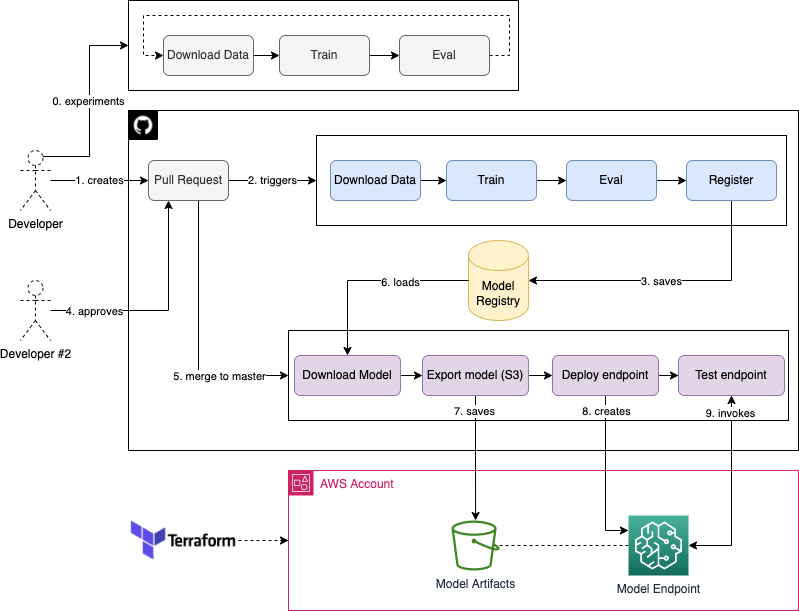 Download Data
Train
Eval
0. experiments
Developer
1. creates
Pull Request
2. triggers
Download Data
Train
Eval
Register
3. saves
Model
Registry
6. loads
Developer #2
4. approves
5. merge to master
Download Model
Export model (S3)
Deploy endpoint
Test endpoint
7. saves
8. creates
9. invokes
AWS Account
Terraform
Model Artifacts
Model Endpoint